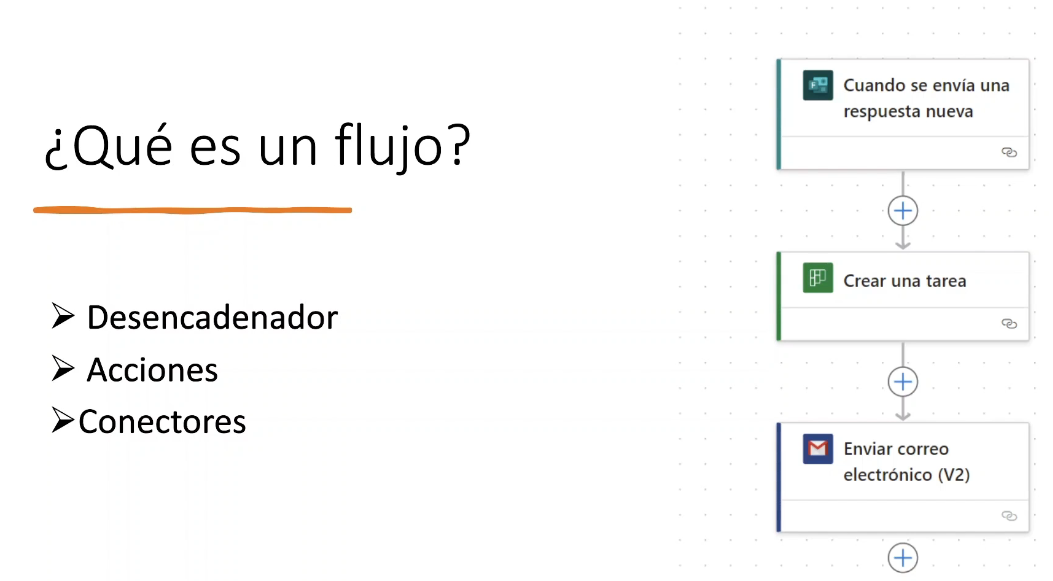 ¿Qué es un flujo?
Desencadenador
Acciones
Conectores
Cuando se envía una
respuesta nueva
Crear una tarea
Enviar correo
electrónico (V2)